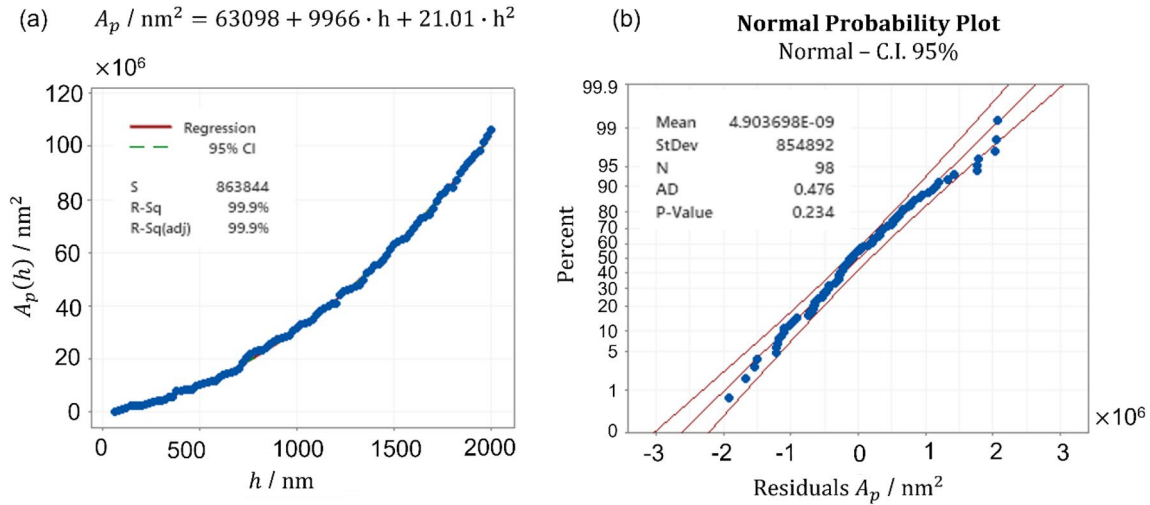 (a) A_p / nm² = 63098 + 9966 · h + 21.01 · h²
×10⁶
120
100
80
60
40
20
0
A_p(h) / nm²
Regression
95% CI
S 863844
R-Sq 99.9%
R-Sq(adj) 99.9%
0 500 1000 1500 2000
h / nm
(b) Normal Probability Plot
Normal – C.I. 95%
99.9
99
95
90
80
70
60
50
40
30
20
10
5
1
0
Percent
Mean 4.903698E-09
StDev 854892
N 98
AD 0.476
P-Value 0.234
-3 -2 -1 0 1 2 3
×10⁶
Residuals A_p / nm²